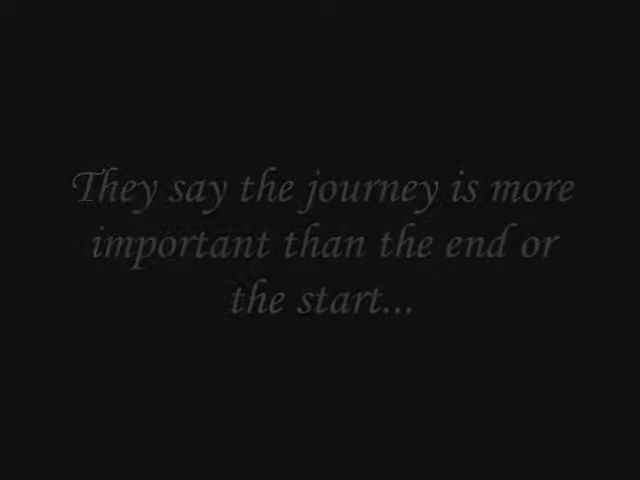 They say the journey is more
important than the end or
the start...